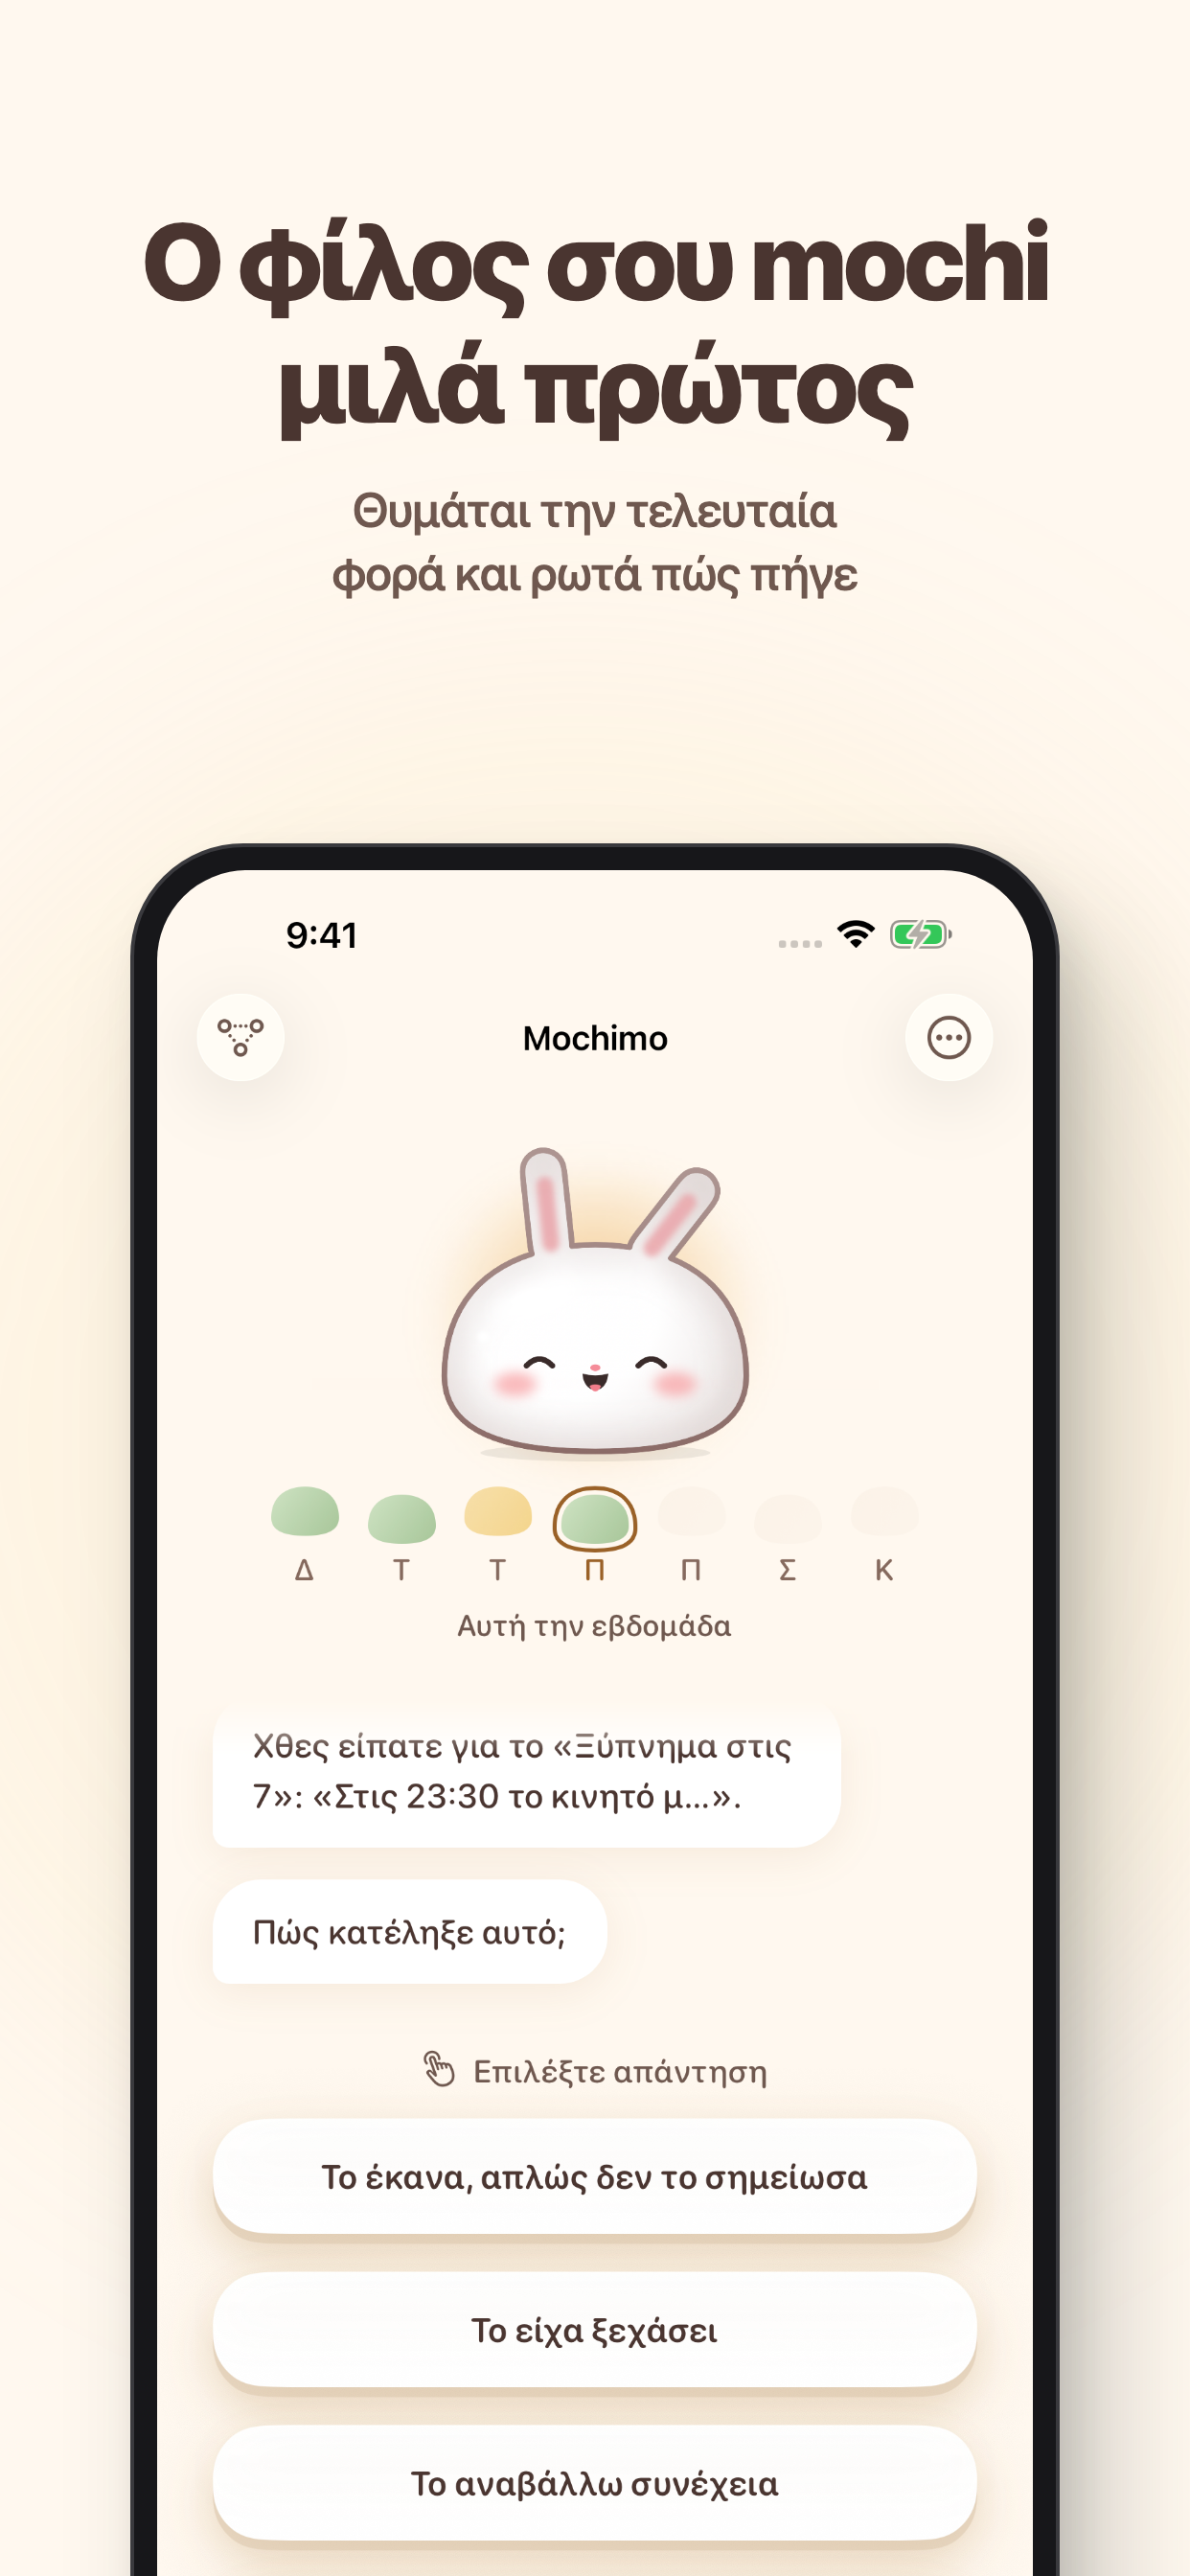 Ο φίλος σου mochi
μιλά πρώτος
Θυμάται την τελευταία
φορά και ρωτά πώς πήγε
9:41
Mochimo
Δ Τ Τ Π Π Σ Κ
Αυτή την εβδομάδα
Χθες είπατε για το «Ξύπνημα στις
7»: «Στις 23:30 το κινητό μ…».
Πώς κατέληξε αυτό;
Επιλέξτε απάντηση
Το έκανα, απλώς δεν το σημείωσα
Το είχα ξεχάσει
Το αναβάλλω συνέχεια